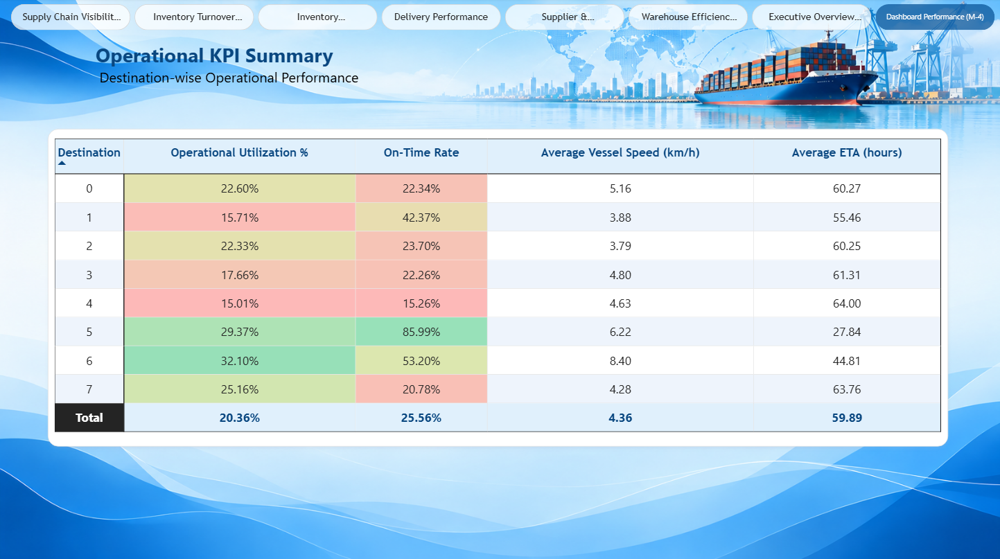 Supply Chain Visibilit... Inventory Turnover... Inventory... Delivery Performance Supplier &... Warehouse Efficienc... Executive Overview... Dashboard Performance (M-4)
Operational KPI Summary
Destination-wise Operational Performance
Destination Operational Utilization % On-Time Rate Average Vessel Speed (km/h) Average ETA (hours)
0 22.60% 22.34% 5.16 60.27
1 15.71% 42.37% 3.88 55.46
2 22.33% 23.70% 3.79 60.25
3 17.66% 22.26% 4.80 61.31
4 15.01% 15.26% 4.63 64.00
5 29.37% 85.99% 6.22 27.84
6 32.10% 53.20% 8.40 44.81
7 25.16% 20.78% 4.28 63.76
Total 20.36% 25.56% 4.36 59.89